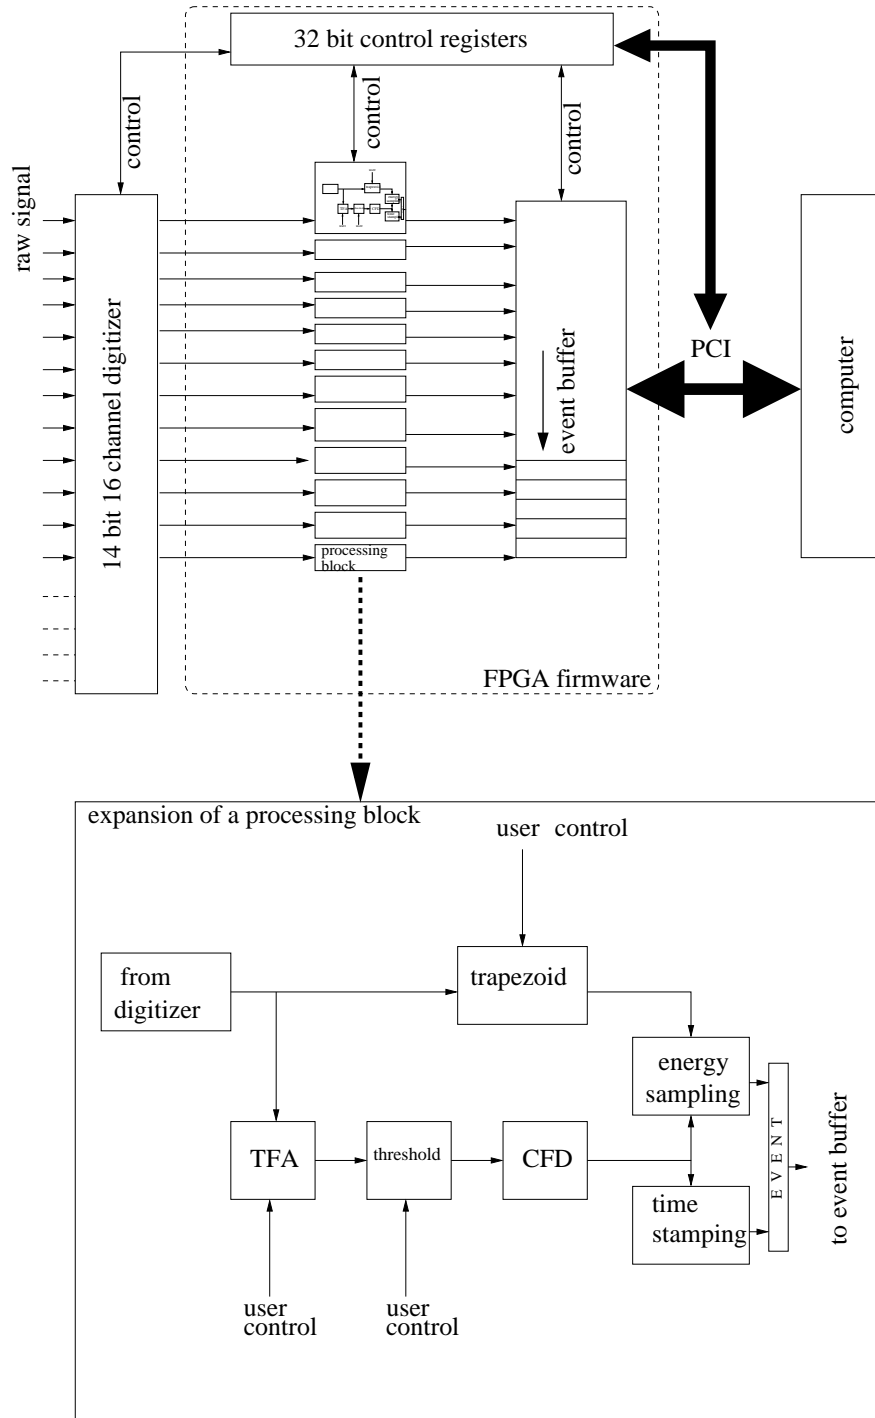 32 bit control registers
control
control
control
raw signal
14 bit 16 channel digitizer
event buffer
PCI
computer
processing
block
FPGA firmware
expansion of a processing block
user control
from
digitizer
trapezoid
energy
sampling
TFA
threshold
CFD
EVENT
to event buffer
time
stamping
user
control
user
control